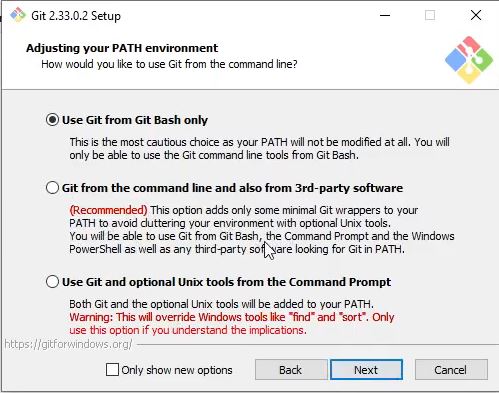 Git 2.33.0.2 Setup
Adjusting your PATH environment
How would you like to use Git from the command line?
Use Git from Git Bash only
This is the most cautious choice as your PATH will not be modified at all. You will
only be able to use the Git command line tools from Git Bash.
Git from the command line and also from 3rd-party software
(Recommended) This option adds only some minimal Git wrappers to your
PATH to avoid cluttering your environment with optional Unix tools.
You will be able to use Git from Git Bash, the Command Prompt and the Windows
PowerShell as well as any third-party software looking for Git in PATH.
Use Git and optional Unix tools from the Command Prompt
Both Git and the optional Unix tools will be added to your PATH.
Warning: This will override Windows tools like "find" and "sort". Only
use this option if you understand the implications.
https://gitforwindows.org/
Only show new options
Back
Next
Cancel